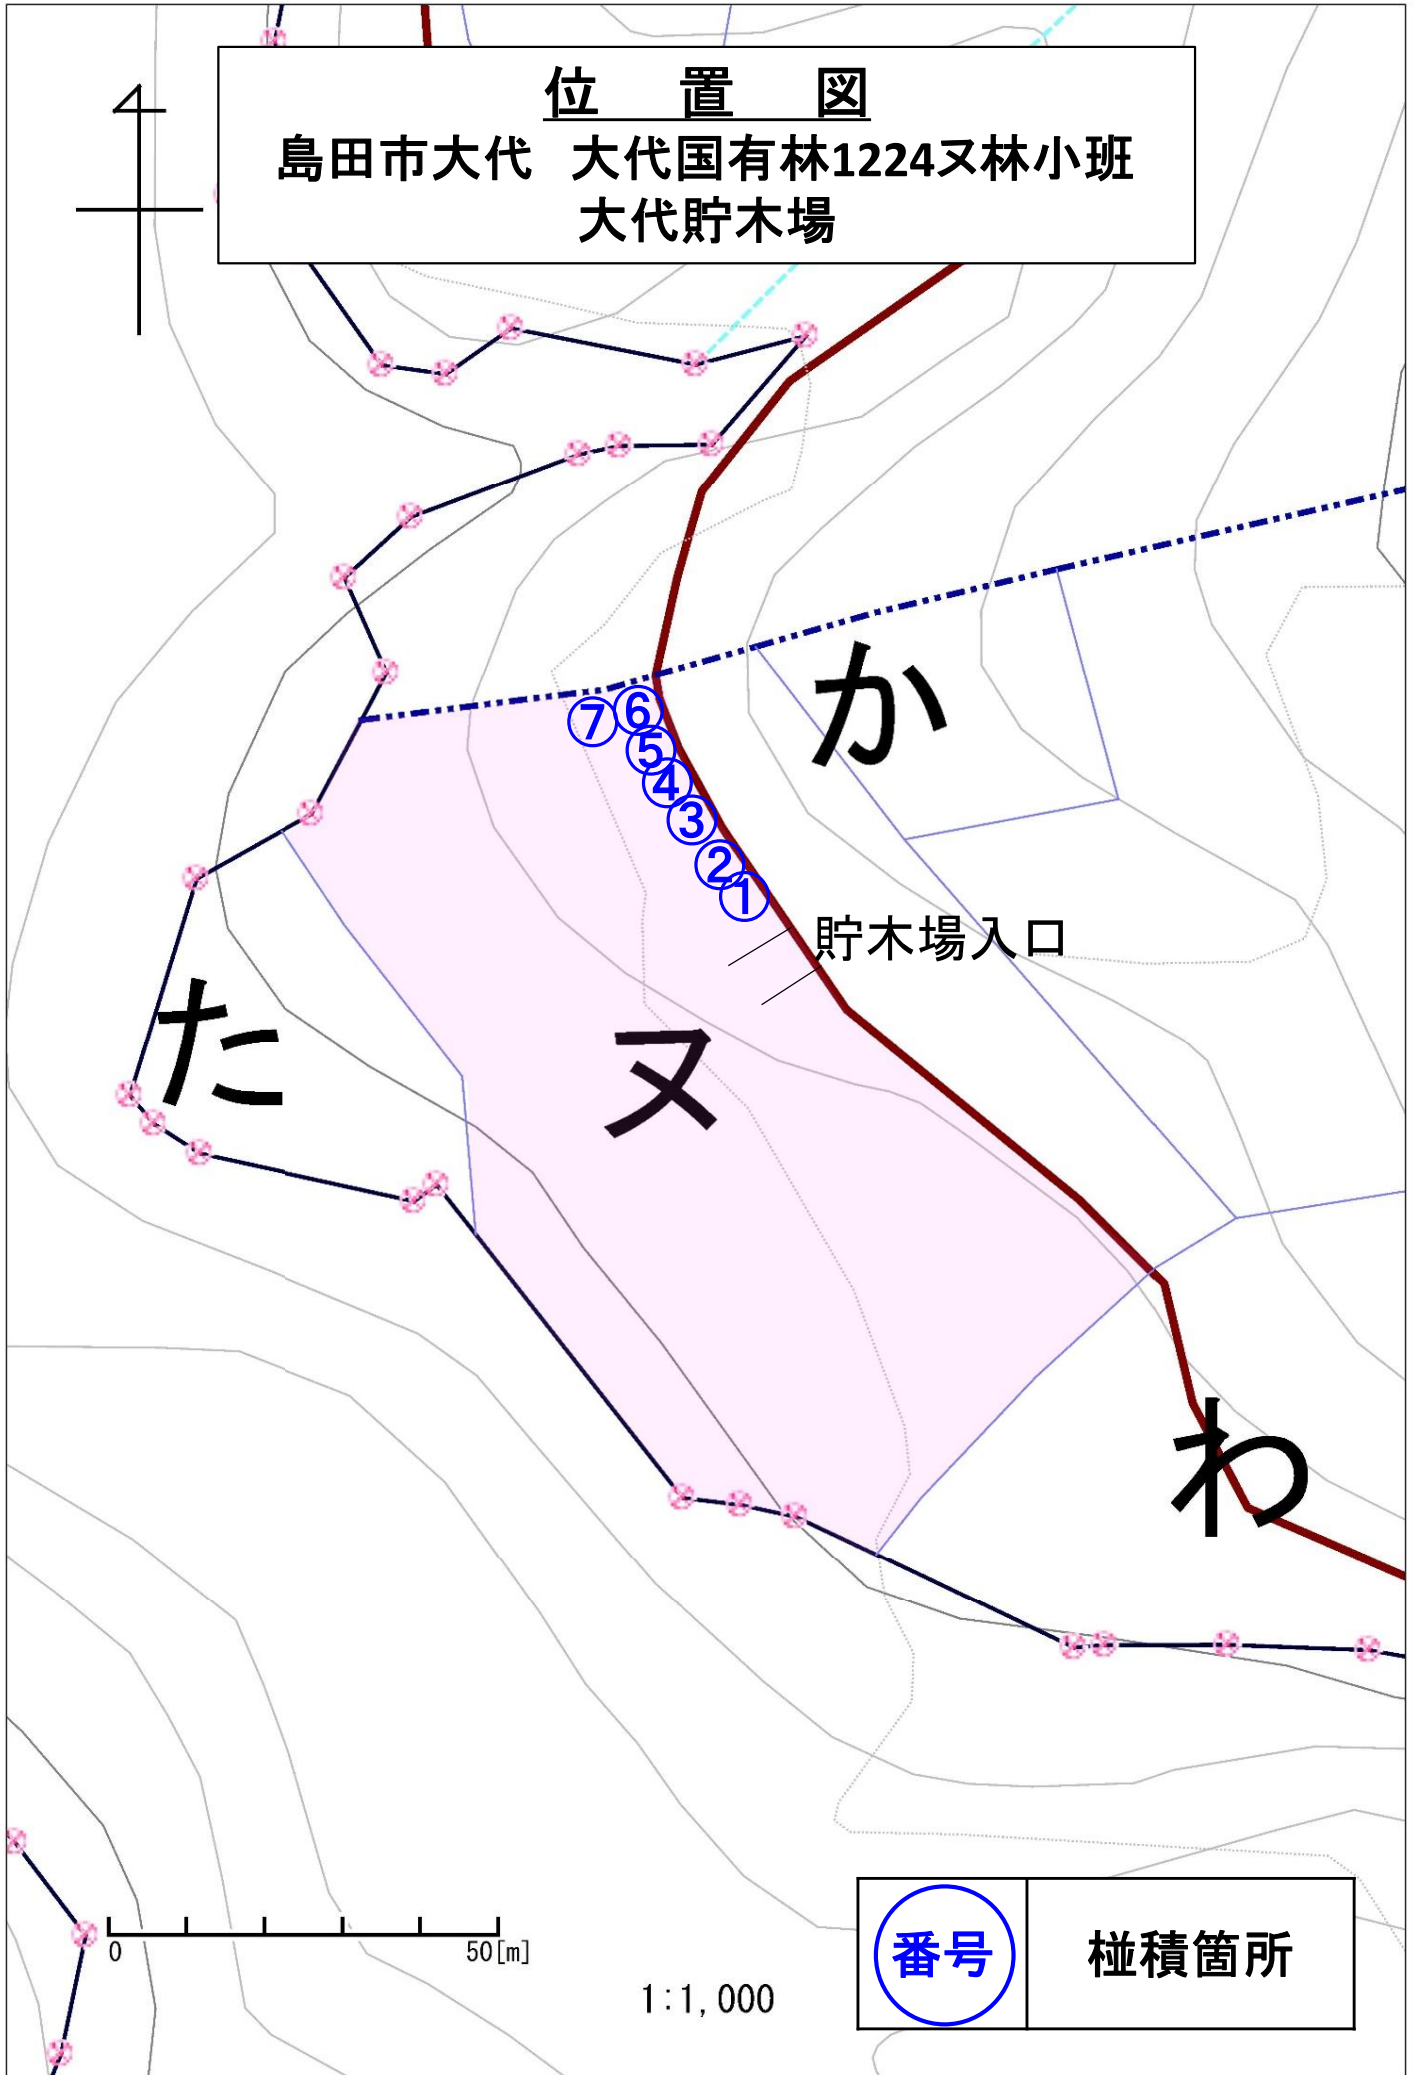 位　置　図
島田市大代　大代国有林1224ヌ林小班
大代貯木場
か
⑦
⑥
⑤
④
③
②
①
貯木場入口
た
ヌ
わ
0
50[m]
1:1,000
番号
椪積箇所